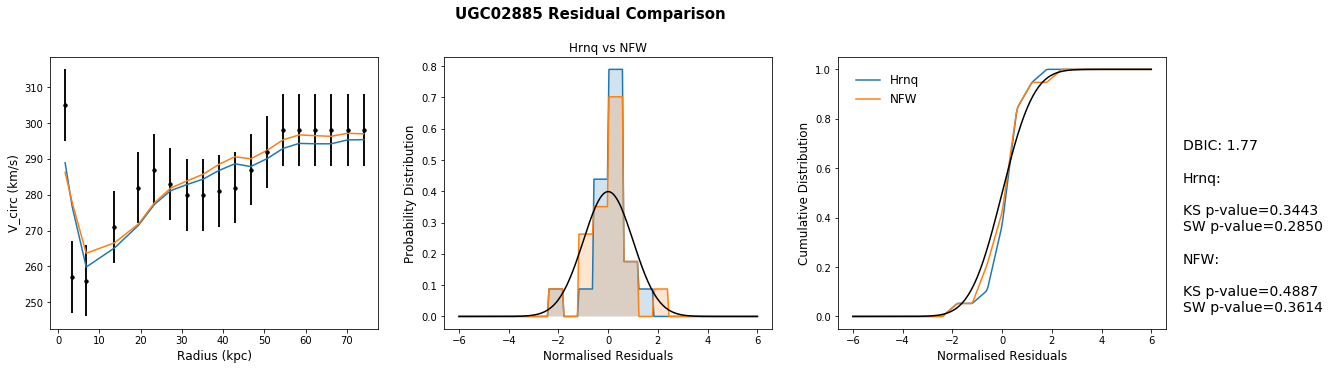 UGC02885 Residual Comparison
V_circ (km/s)
310
300
290
280
270
260
250
0
10
20
30
40
50
60
70
Radius (kpc)
Hrnq vs NFW
Probability Distribution
0.8
0.7
0.6
0.5
0.4
0.3
0.2
0.1
0.0
−6
−4
−2
0
2
4
6
Normalised Residuals
Cumulative Distribution
1.0
0.8
0.6
0.4
0.2
0.0
Hrnq
NFW
−6
−4
−2
0
2
4
6
Normalised Residuals
DBIC: 1.77
Hrnq:
KS p-value=0.3443
SW p-value=0.2850
NFW:
KS p-value=0.4887
SW p-value=0.3614